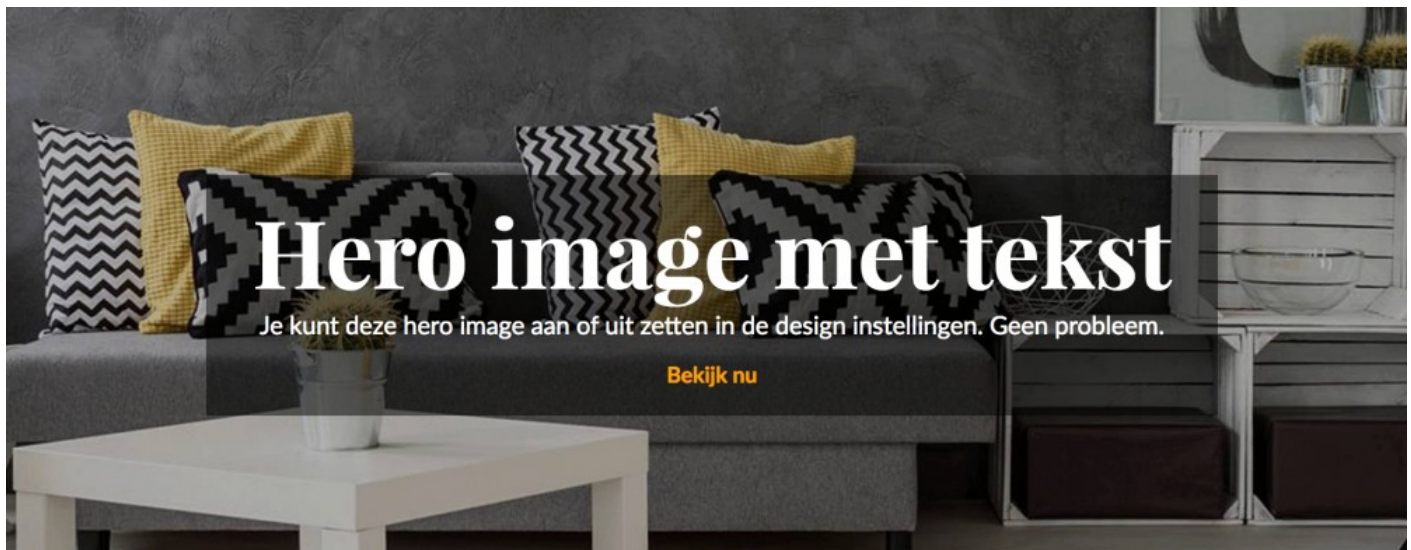 Hero image met tekst
Je kunt deze hero image aan of uit zetten in de design instellingen. Geen probleem.
Bekijk nu